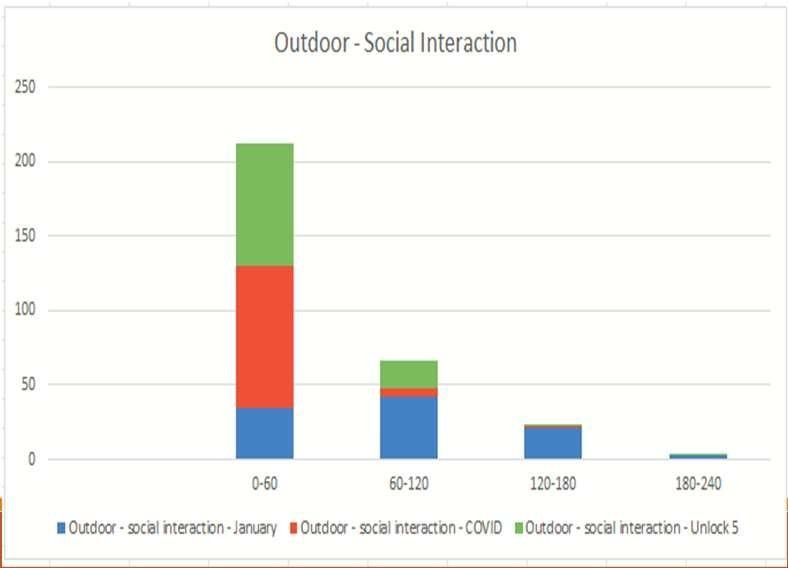 Outdoor - Social Interaction
250
200
150
100
50
0
0-60 60-120 120-180 180-240
Outdoor - social interaction - January Outdoor - social interaction - COVID Outdoor - social interaction - Unlock 5